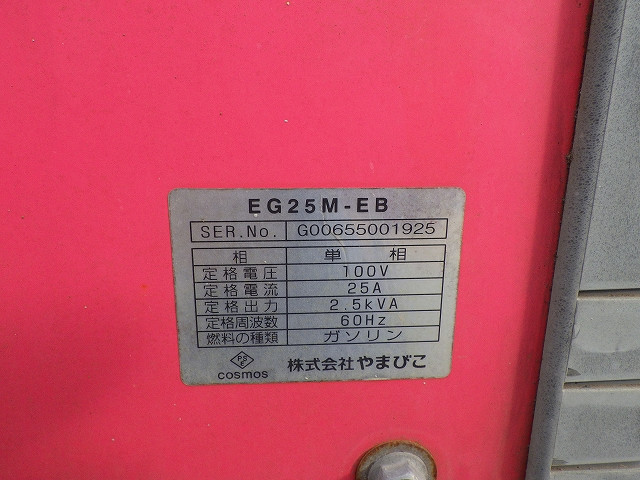 EG25M-EB
SER.No. G00655001925
相 単相
定格電圧 100V
定格電流 25A
定格出力 2.5kVA
定格周波数 60Hz
燃料の種類 ガソリン
PSE
cosmos 株式会社やまびこ